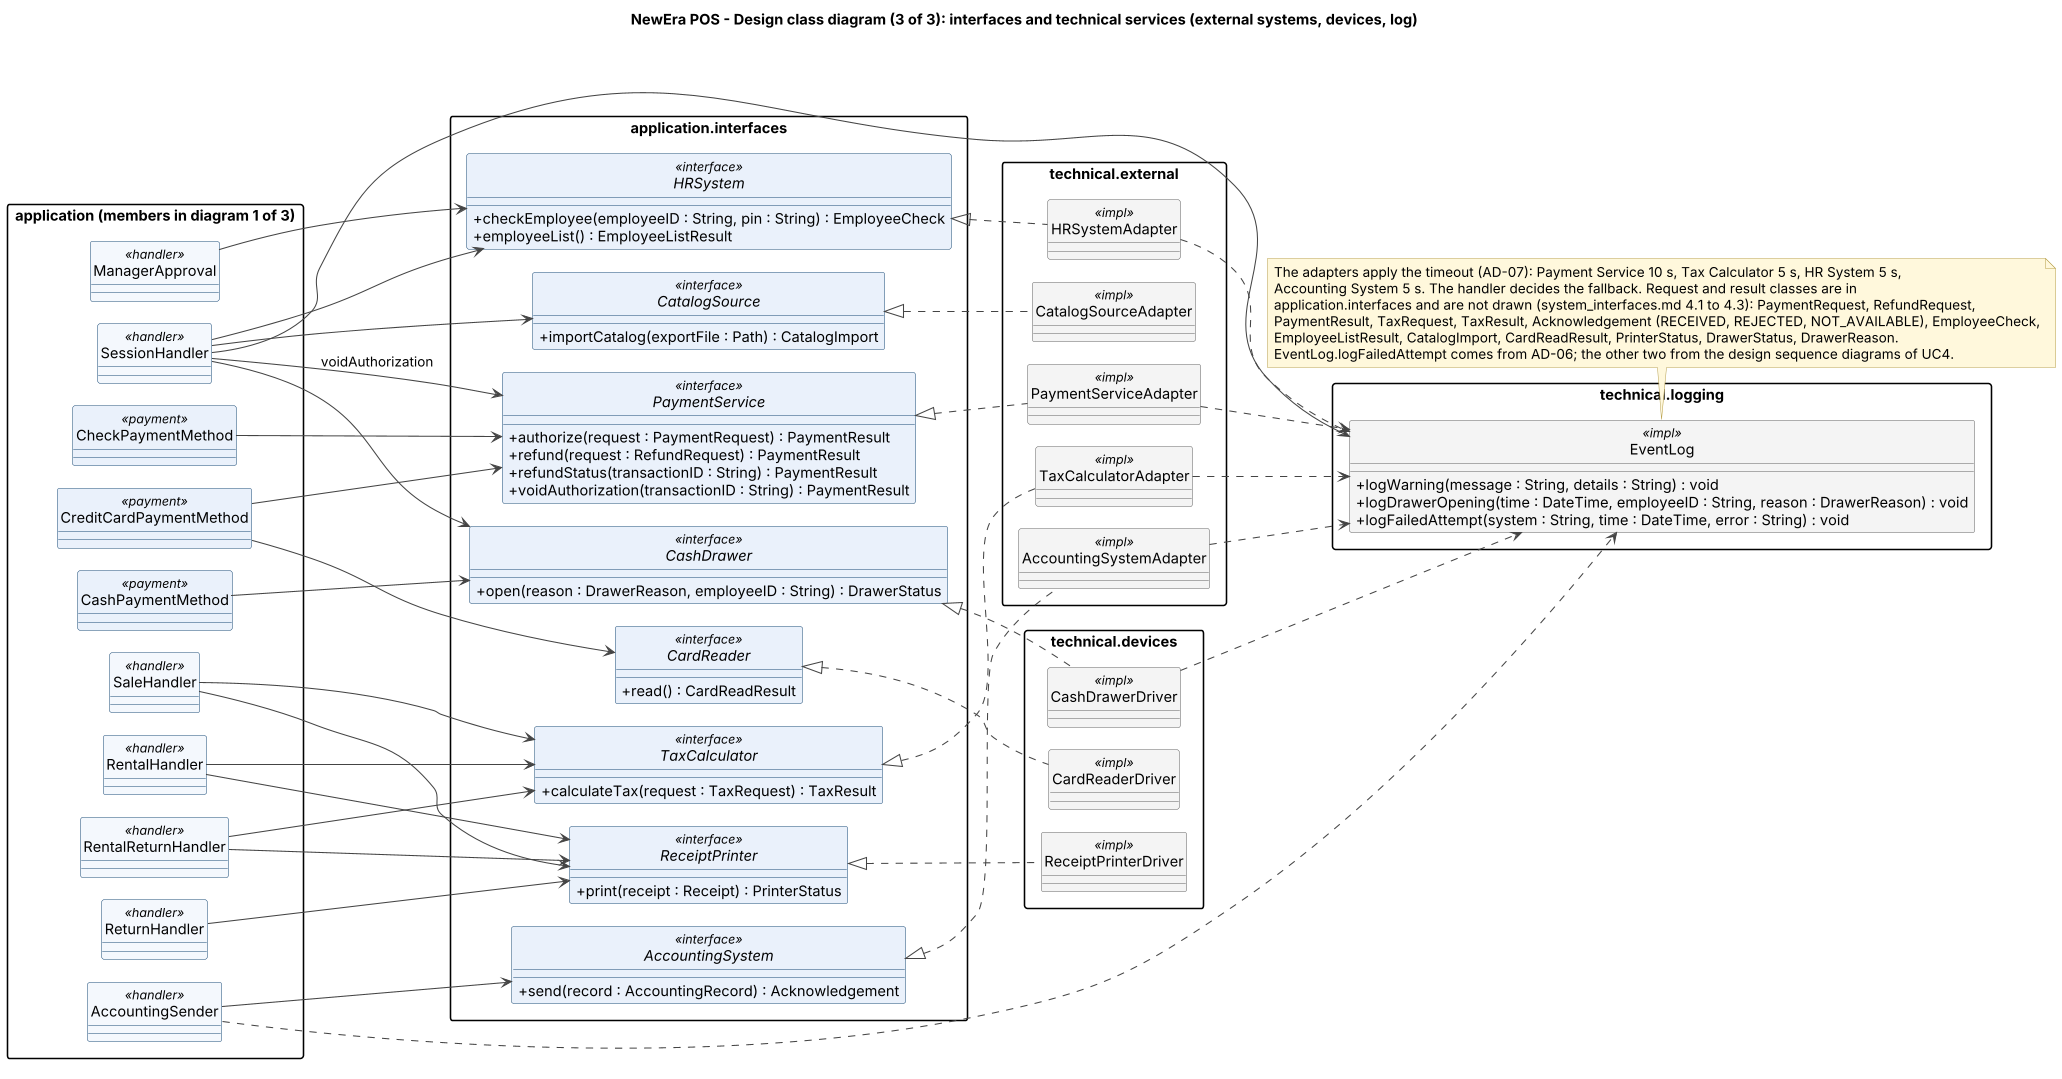 NewEra POS - Design class diagram (3 of 3): interfaces and technical services (external systems, devices, log)
application (members in diagram 1 of 3)
«handler»
ManagerApproval
«handler»
SessionHandler
«payment»
CheckPaymentMethod
«payment»
CreditCardPaymentMethod
«payment»
CashPaymentMethod
«handler»
SaleHandler
«handler»
RentalHandler
«handler»
RentalReturnHandler
«handler»
ReturnHandler
«handler»
AccountingSender
voidAuthorization
application.interfaces
«interface»
HRSystem
+checkEmployee(employeeID : String, pin : String) : EmployeeCheck
+employeeList() : EmployeeListResult
«interface»
CatalogSource
+importCatalog(exportFile : Path) : CatalogImport
«interface»
PaymentService
+authorize(request : PaymentRequest) : PaymentResult
+refund(request : RefundRequest) : PaymentResult
+refundStatus(transactionID : String) : PaymentResult
+voidAuthorization(transactionID : String) : PaymentResult
«interface»
CashDrawer
+open(reason : DrawerReason, employeeID : String) : DrawerStatus
«interface»
CardReader
+read() : CardReadResult
«interface»
TaxCalculator
+calculateTax(request : TaxRequest) : TaxResult
«interface»
ReceiptPrinter
+print(receipt : Receipt) : PrinterStatus
«interface»
AccountingSystem
+send(record : AccountingRecord) : Acknowledgement
technical.external
«impl»
HRSystemAdapter
«impl»
CatalogSourceAdapter
«impl»
PaymentServiceAdapter
«impl»
TaxCalculatorAdapter
«impl»
AccountingSystemAdapter
technical.devices
«impl»
CashDrawerDriver
«impl»
CardReaderDriver
«impl»
ReceiptPrinterDriver
The adapters apply the timeout (AD-07): Payment Service 10 s, Tax Calculator 5 s, HR System 5 s,
Accounting System 5 s. The handler decides the fallback. Request and result classes are in
application.interfaces and are not drawn (system_interfaces.md 4.1 to 4.3): PaymentRequest, RefundRequest,
PaymentResult, TaxRequest, TaxResult, Acknowledgement (RECEIVED, REJECTED, NOT_AVAILABLE), EmployeeCheck,
EmployeeListResult, CatalogImport, CardReadResult, PrinterStatus, DrawerStatus, DrawerReason.
EventLog.logFailedAttempt comes from AD-06; the other two from the design sequence diagrams of UC4.
technical.logging
«impl»
EventLog
+logWarning(message : String, details : String) : void
+logDrawerOpening(time : DateTime, employeeID : String, reason : DrawerReason) : void
+logFailedAttempt(system : String, time : DateTime, error : String) : void